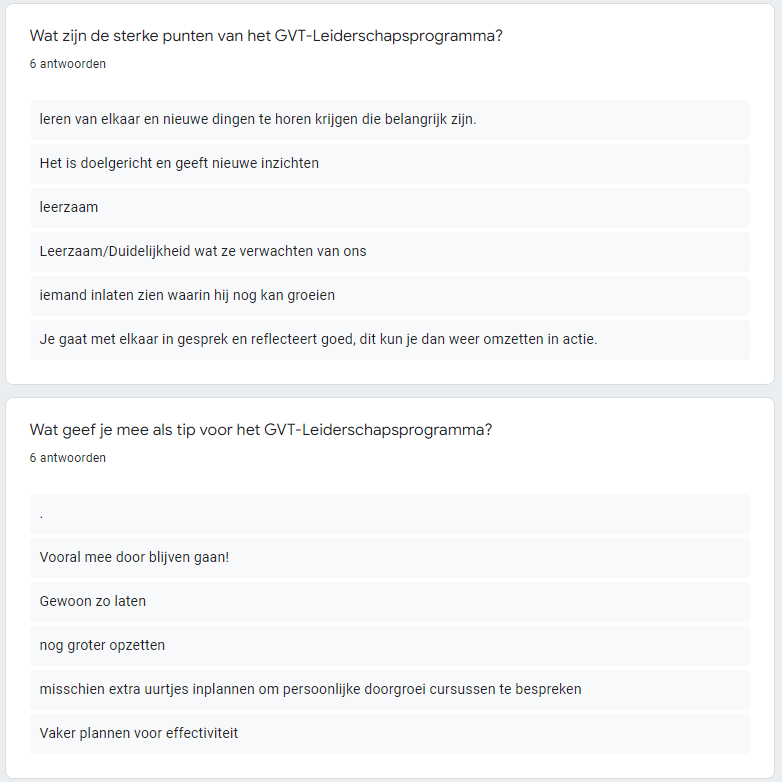 Wat zijn de sterke punten van het GVT-Leiderschapsprogramma?
6 antwoorden
leren van elkaar en nieuwe dingen te horen krijgen die belangrijk zijn.
Het is doelgericht en geeft nieuwe inzichten
leerzaam
Leerzaam/Duidelijkheid wat ze verwachten van ons
iemand inlaten zien waarin hij nog kan groeien
Je gaat met elkaar in gesprek en reflecteert goed, dit kun je dan weer omzetten in actie.
Wat geef je mee als tip voor het GVT-Leiderschapsprogramma?
6 antwoorden
.
Vooral mee door blijven gaan!
Gewoon zo laten
nog groter opzetten
misschien extra uurtjes inplannen om persoonlijke doorgroei cursussen te bespreken
Vaker plannen voor effectiviteit